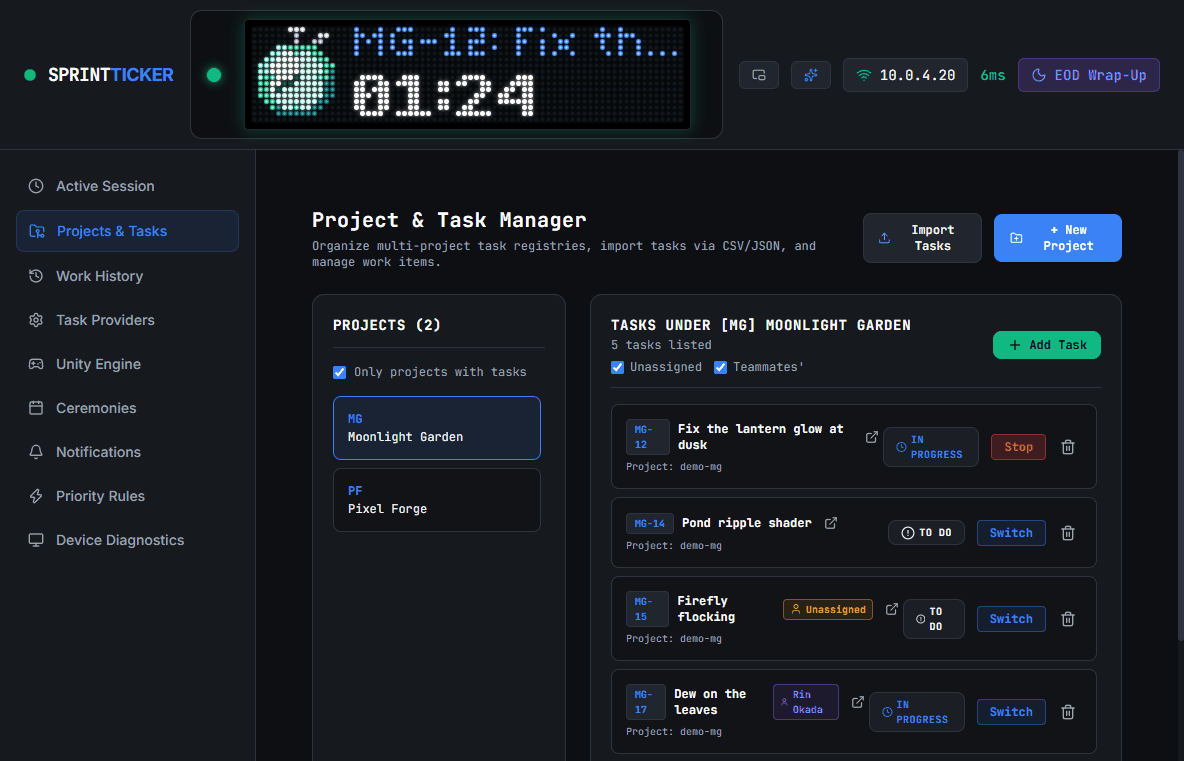 SPRINTTICKER
MG-12: Fix th...
01:24
10.0.4.20
6ms
EOD Wrap-Up
Active Session
Projects & Tasks
Work History
Task Providers
Unity Engine
Ceremonies
Notifications
Priority Rules
Device Diagnostics
Project & Task Manager
Organize multi-project task registries, import tasks via CSV/JSON, and
manage work items.
Import
Tasks
+ New
Project
PROJECTS (2)
Only projects with tasks
MG
Moonlight Garden
PF
Pixel Forge
TASKS UNDER [MG] MOONLIGHT GARDEN
5 tasks listed
Unassigned
Teammates'
Add Task
MG-
12
Fix the lantern glow at
dusk
Project: demo-mg
IN
PROGRESS
Stop
MG-14
Pond ripple shader
Project: demo-mg
TO DO
Switch
MG-
15
Firefly
flocking
Project: demo-mg
Unassigned
TO
DO
Switch
MG-
17
Dew on the
leaves
Project: demo-mg
Rin
Okada
IN
PROGRESS
Switch